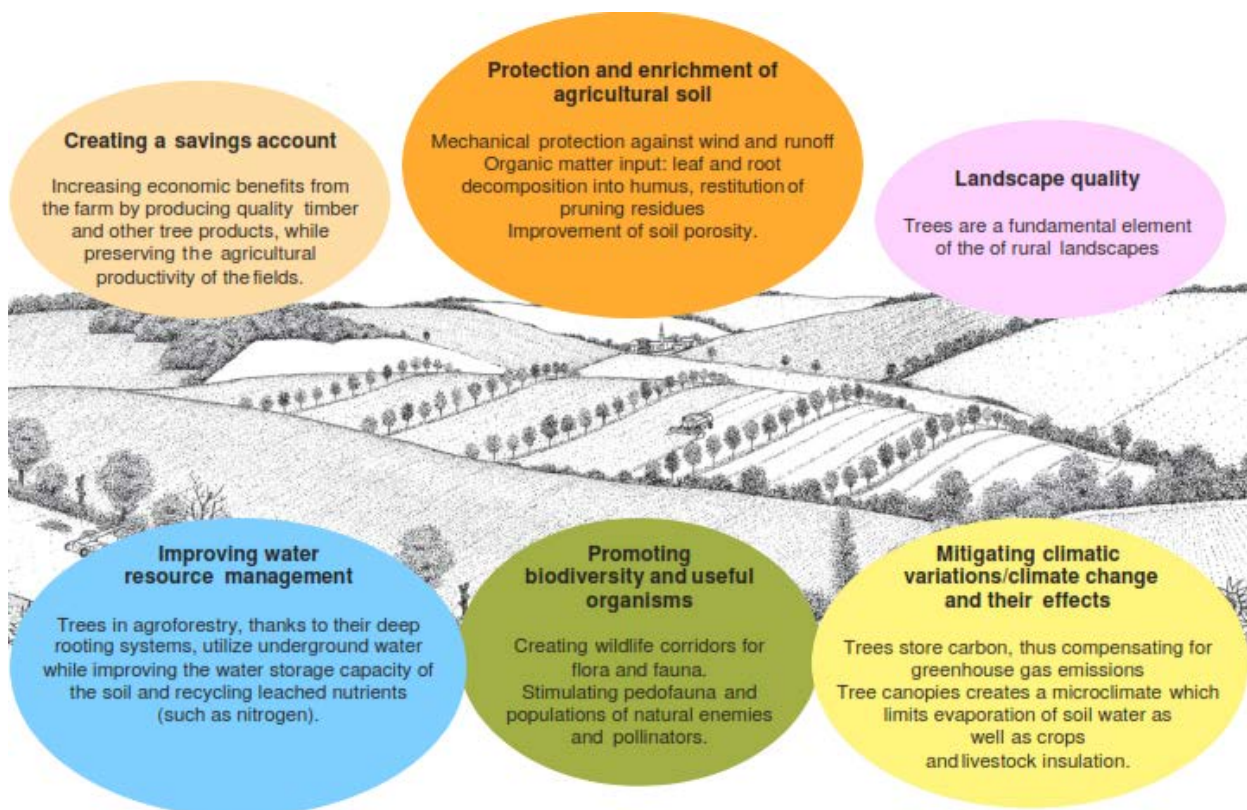 Creating a savings account
Increasing economic benefits from
the farm by producing quality timber
and other tree products, while
preserving the agricultural
productivity of the fields.
Protection and enrichment of
agricultural soil
Mechanical protection against wind and runoff
Organic matter input: leaf and root
decomposition into humus, restitution of
pruning residues
Improvement of soil porosity.
Landscape quality
Trees are a fundamental element
of the of rural landscapes
Improving water
resource management
Trees in agroforestry, thanks to their deep
rooting systems, utilize underground water
while improving the water storage capacity of
the soil and recycling leached nutrients
(such as nitrogen).
Promoting
biodiversity and useful
organisms
Creating wildlife corridors for
flora and fauna.
Stimulating pedofauna and
populations of natural enemies
and pollinators.
Mitigating climatic
variations/climate change
and their effects
Trees store carbon, thus compensating for
greenhouse gas emissions
Tree canopies creates a microclimate which
limits evaporation of soil water as
well as crops
and livestock insulation.